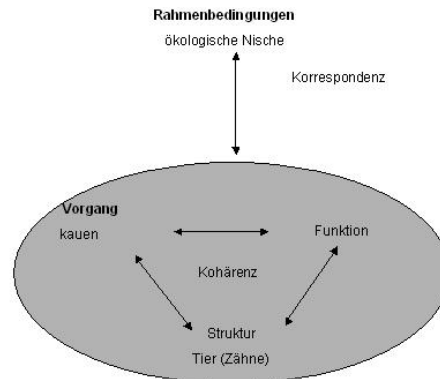 Rahmenbedingungen
ökologische Nische
Korrespondenz
Vorgang
kauen
Funktion
Kohärenz
Struktur
Tier (Zähne)